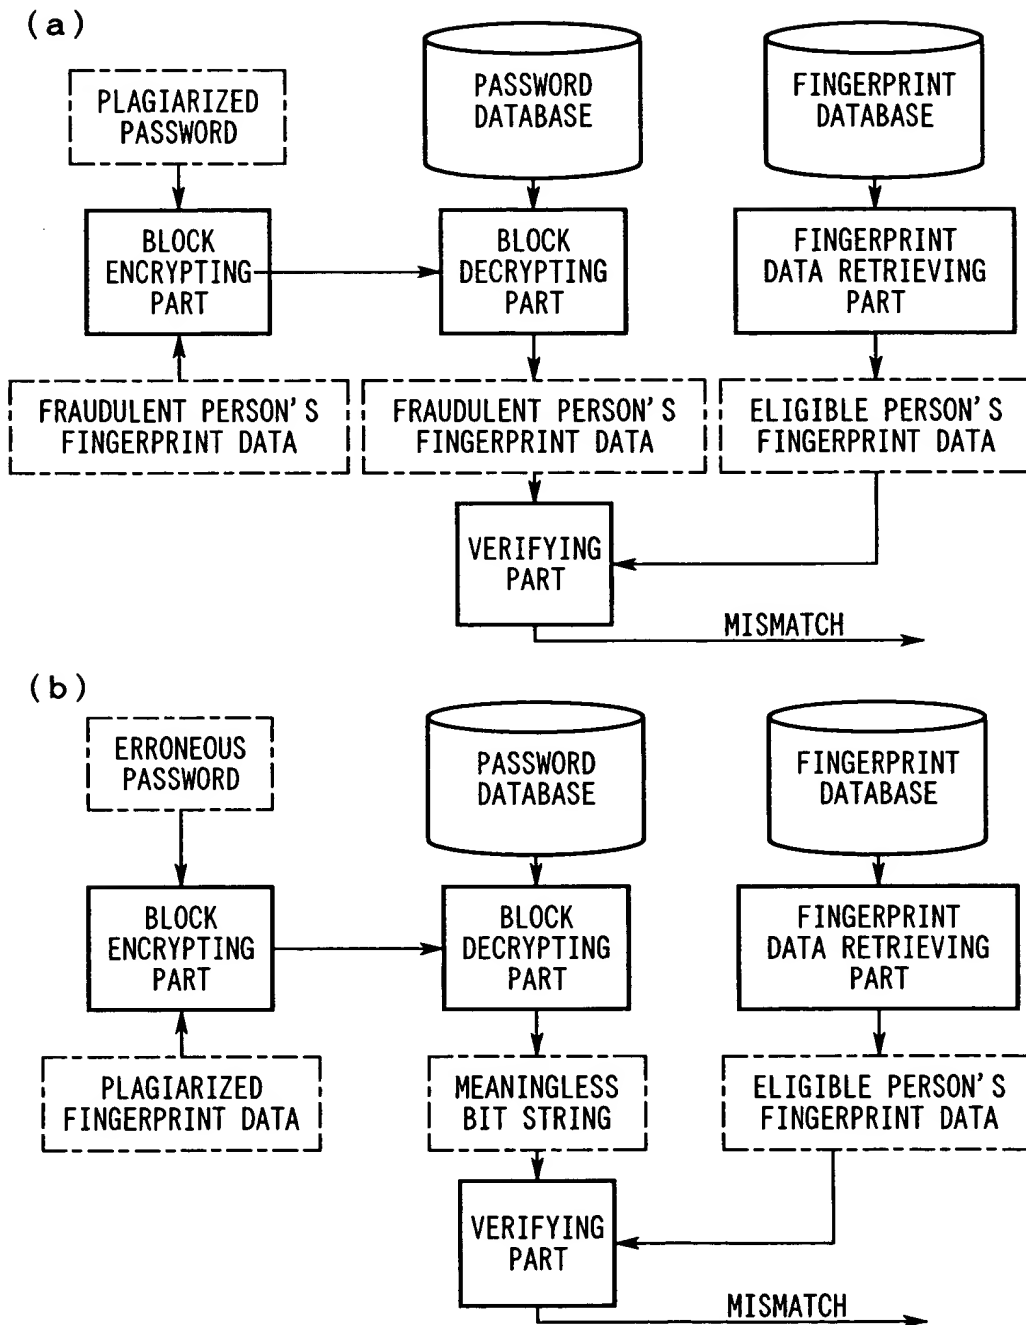 (a)
PLAGIARIZED
PASSWORD
PASSWORD
DATABASE
FINGERPRINT
DATABASE
BLOCK
ENCRYPTING
PART
BLOCK
DECRYPTING
PART
FINGERPRINT
DATA RETRIEVING
PART
FRAUDULENT PERSON'S
FINGERPRINT DATA
FRAUDULENT PERSON'S
FINGERPRINT DATA
ELIGIBLE PERSON'S
FINGERPRINT DATA
VERIFYING
PART
MISMATCH
(b)
ERRONEOUS
PASSWORD
PASSWORD
DATABASE
FINGERPRINT
DATABASE
BLOCK
ENCRYPTING
PART
BLOCK
DECRYPTING
PART
FINGERPRINT
DATA RETRIEVING
PART
PLAGIARIZED
FINGERPRINT DATA
MEANINGLESS
BIT STRING
ELIGIBLE PERSON'S
FINGERPRINT DATA
VERIFYING
PART
MISMATCH